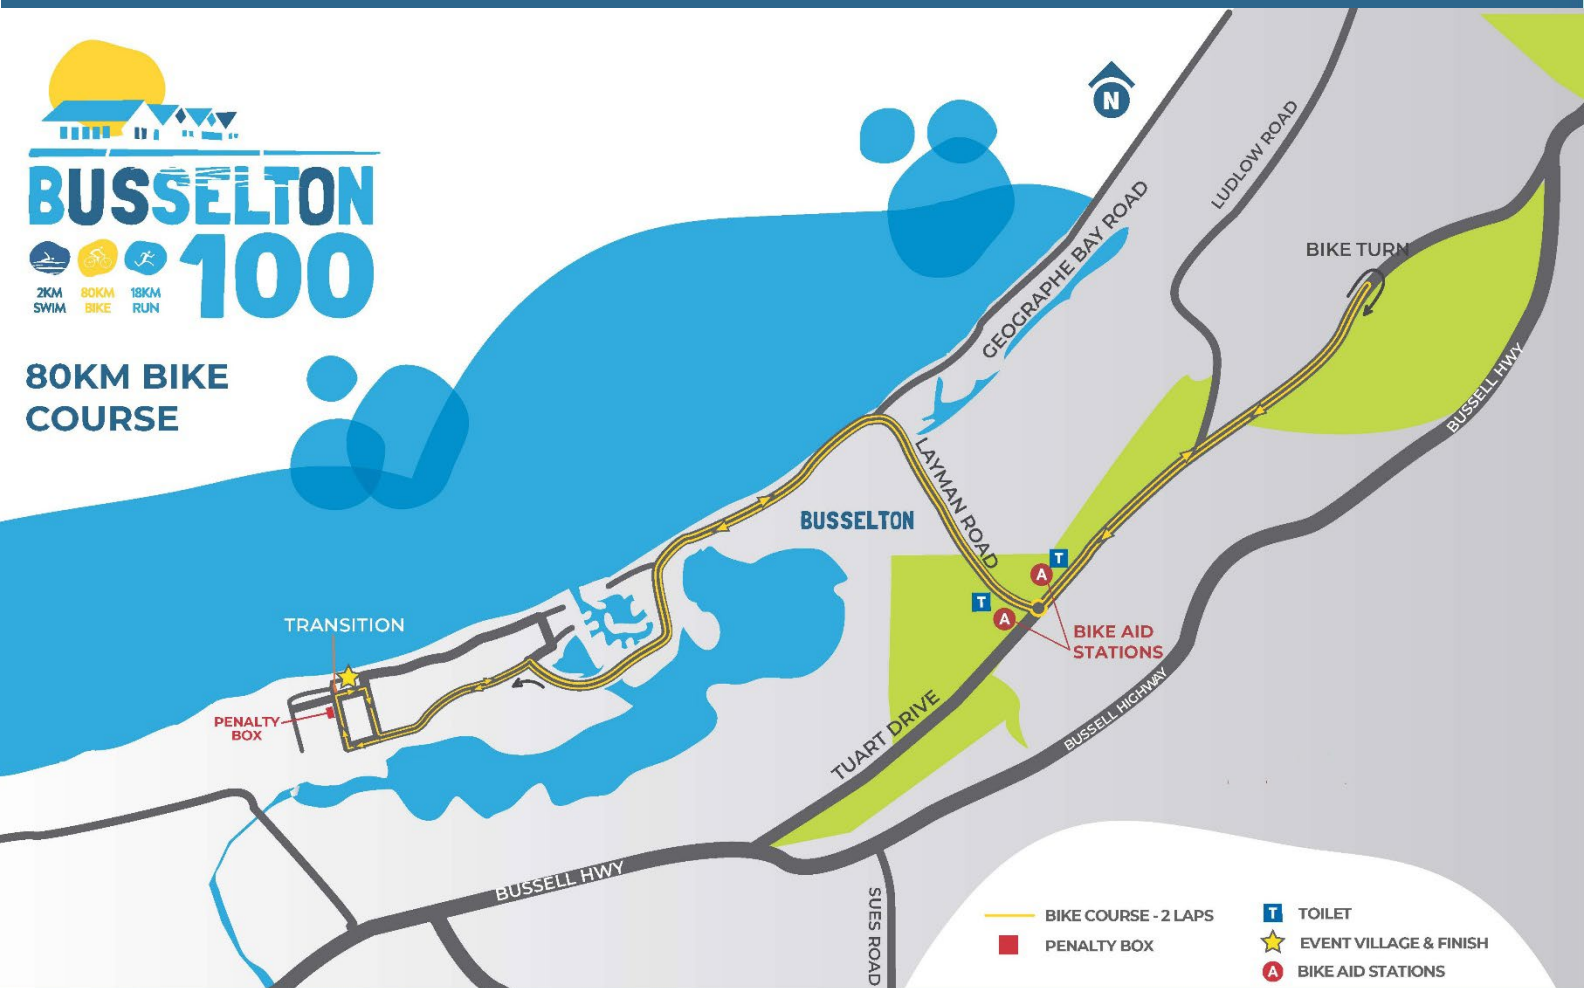 BUSSELTON
100
2KM
SWIM
80KM
BIKE
18KM
RUN
80KM BIKE
COURSE
N
GEOGRAPHE BAY ROAD
LUDLOW ROAD
BIKE TURN
BUSSELL HWY
LAYMAN ROAD
BUSSELTON
T
A
T
A
BIKE AID
STATIONS
TRANSITION
PENALTY
BOX
TUART DRIVE
BUSSELL HIGHWAY
BUSSELL HWY
SUES ROAD
BIKE COURSE - 2 LAPS
PENALTY BOX
T TOILET
EVENT VILLAGE & FINISH
A BIKE AID STATIONS